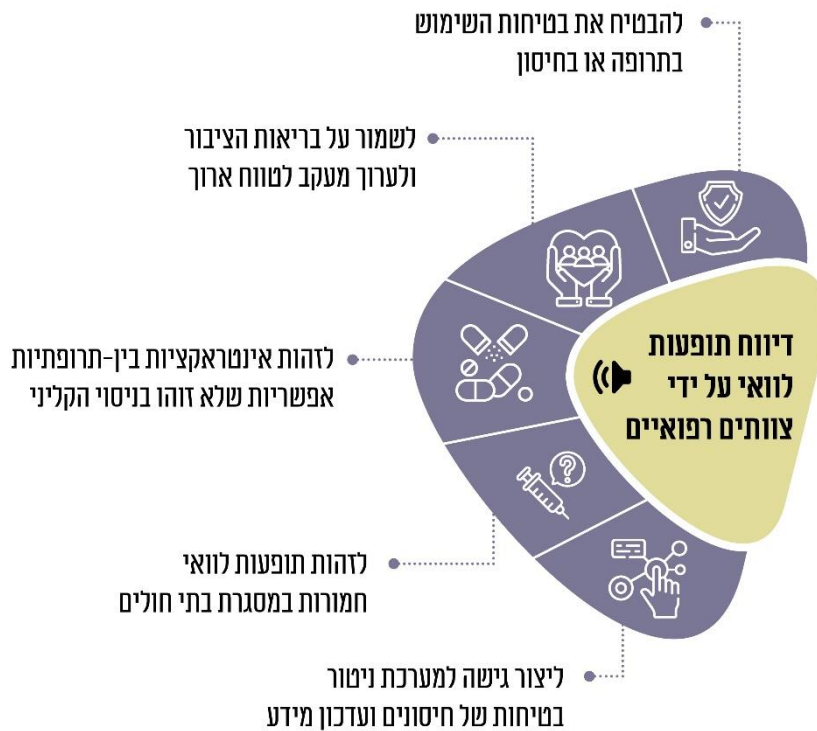 להבטיח את בטיחות השימוש
בתרופה או בחיסון
לשמור על בריאות הציבור
ולערוך מעקב לטווח ארוך
דיווח תופעות
לוואי על ידי
צוותים רפואיים
לזהות אינטראקציות בין-תרופתיות
אפשריות שלא זוהו בניסוי הקליני
לזהות תופעות לוואי
חמורות במסגרת בתי חולים
ליצור גישה למערכת ניטור
בטיחות של חיסונים ועדכון מידע